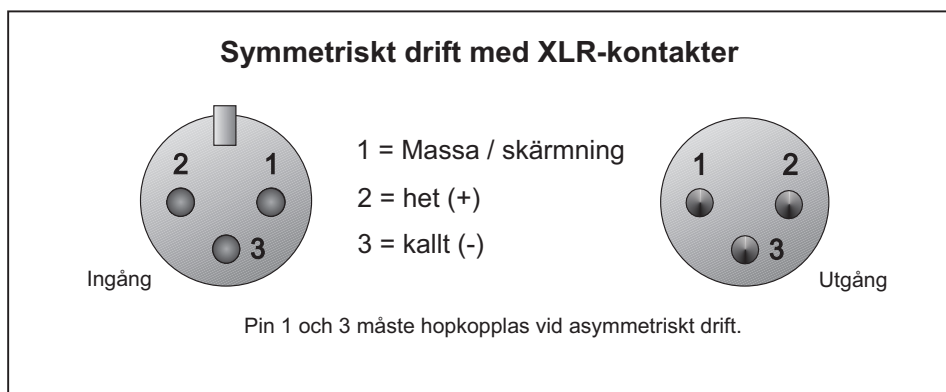 Symmetriskt drift med XLR-kontakter
2 1
3
Ingång
1 = Massa / skärmning
2 = het (+)
3 = kallt (-)
1 2
3
Utgång
Pin 1 och 3 måste hopkopplas vid asymmetriskt drift.